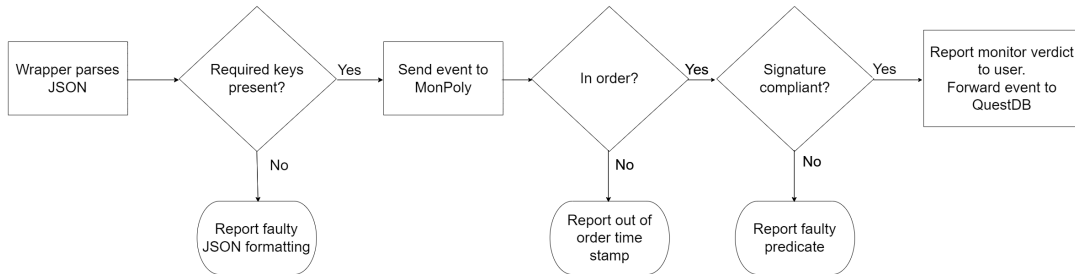 Wrapper parses
JSON
Required keys
present?
Yes
No
Report faulty
JSON formatting
Send event to
MonPoly
In order?
Yes
No
Report out of
order time
stamp
Signature
compliant?
Yes
No
Report faulty
predicate
Report monitor verdict
to user.
Forward event to
QuestDB